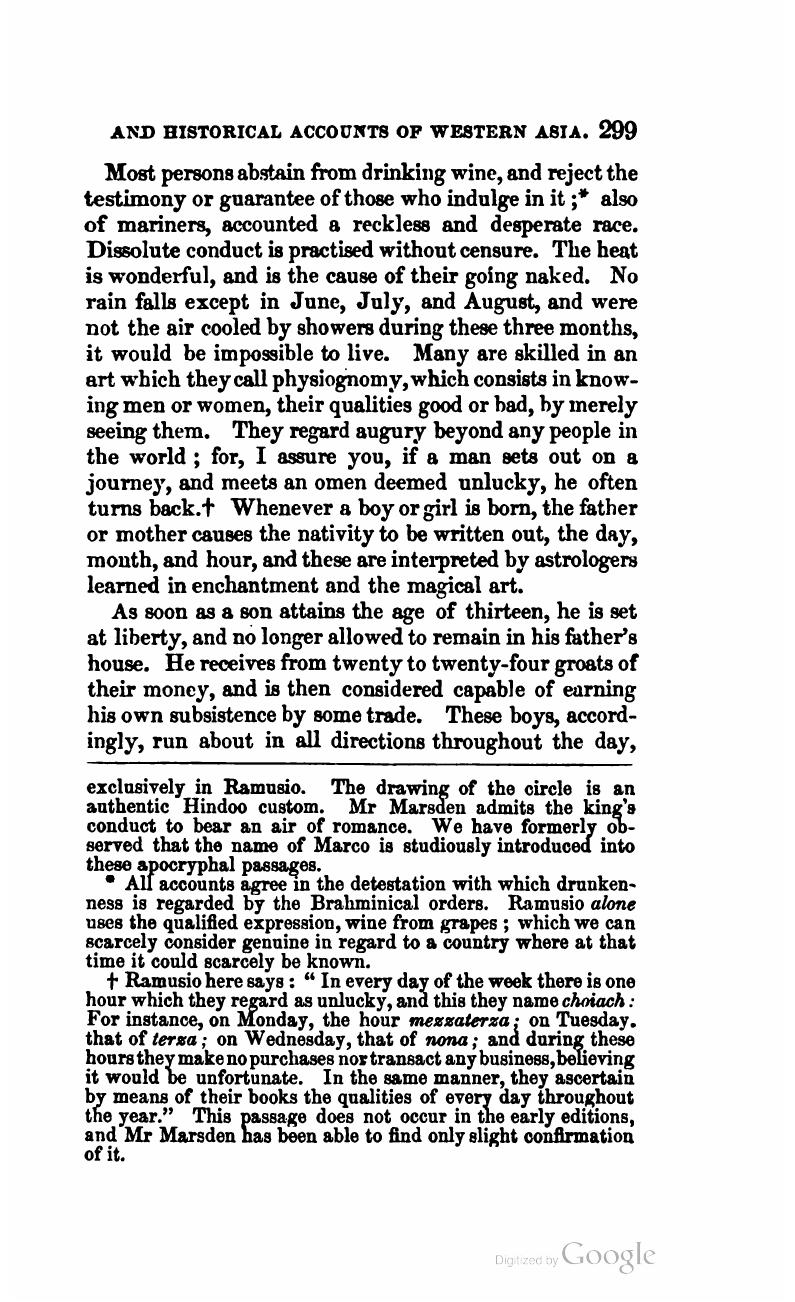 AND HISTORICAL ACCOUNTS OF WESTERN ASIA. 299
Most persons abstain from drinking wine, and reject the
testimony or guarantee of those who indulge in it ;* also
of mariners, accounted a reckless and desperate race.
Dissolute conduct is practised without censure. The heat
is wonderful, and is the cause of their going naked. No
rain falls except in June, July, and August, and were
not the air cooled by showers during these three months,
it would be impossible to live. Many are skilled in an
art which they call physiognomy, which consists in know-
ing men or women, their qualities good or bad, by merely
seeing them. They regard augury beyond any people in
the world ; for, I assure you, if a man sets out on a
journey, and meets an omen deemed unlucky, he often
turns back.† Whenever a boy or girl is born, the father
or mother causes the nativity to be written out, the day,
month, and hour, and these are interpreted by astrologers
learned in enchantment and the magical art.
As soon as a son attains the age of thirteen, he is set
at liberty, and no longer allowed to remain in his father's
house. He receives from twenty to twenty-four groats of
their money, and is then considered capable of earning
his own subsistence by some trade. These boys, accord-
ingly, run about in all directions throughout the day,
exclusively in Ramusio. The drawing of the circle is an
authentic Hindoo custom. Mr Marsden admits the king's
conduct to bear an air of romance. We have formerly ob-
served that the name of Marco is studiously introduced into
these apocryphal passages.
* All accounts agree in the detestation with which drunken-
ness is regarded by the Brahminical orders. Ramusio alone
uses the qualified expression, wine from grapes ; which we can
scarcely consider genuine in regard to a country where at that
time it could scarcely be known.
† Ramusio here says : “ In every day of the week there is one
hour which they regard as unlucky, and this they name choiach :
For instance, on Monday, the hour mezzaterza ; on Tuesday.
that of terza ; on Wednesday, that of nona ; and during these
hours they make no purchases nor transact any business, believing
it would be unfortunate. In the same manner, they ascertain
by means of their books the qualities of every day throughout
the year.” This passage does not occur in the early editions,
and Mr Marsden has been able to find only slight confirmation
of it.
Digitized by Google